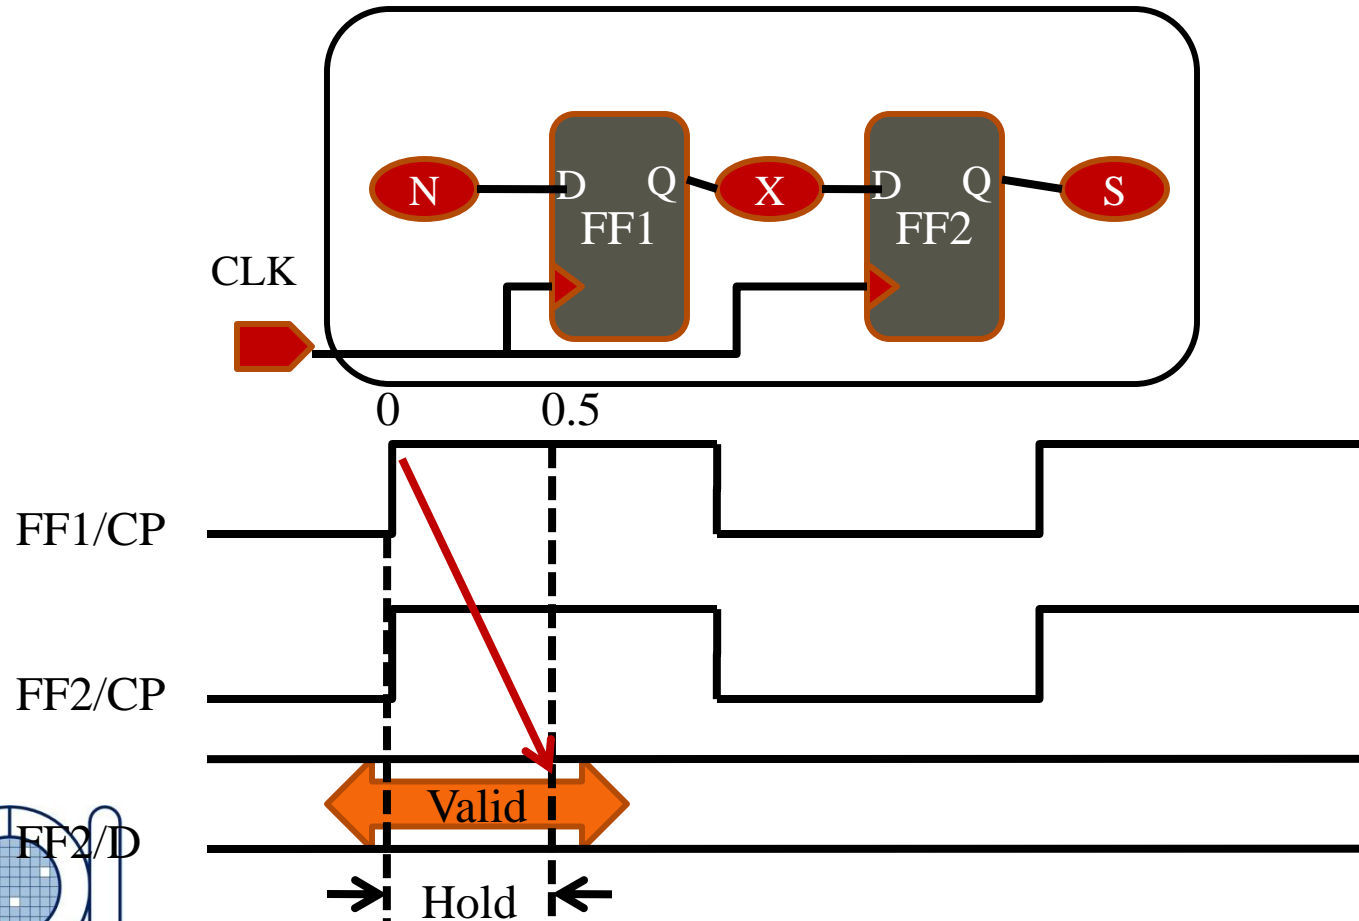 N D Q X D Q S
FF1 FF2
CLK
0 0.5
FF1/CP
FF2/CP
Valid
FF2/D
Hold